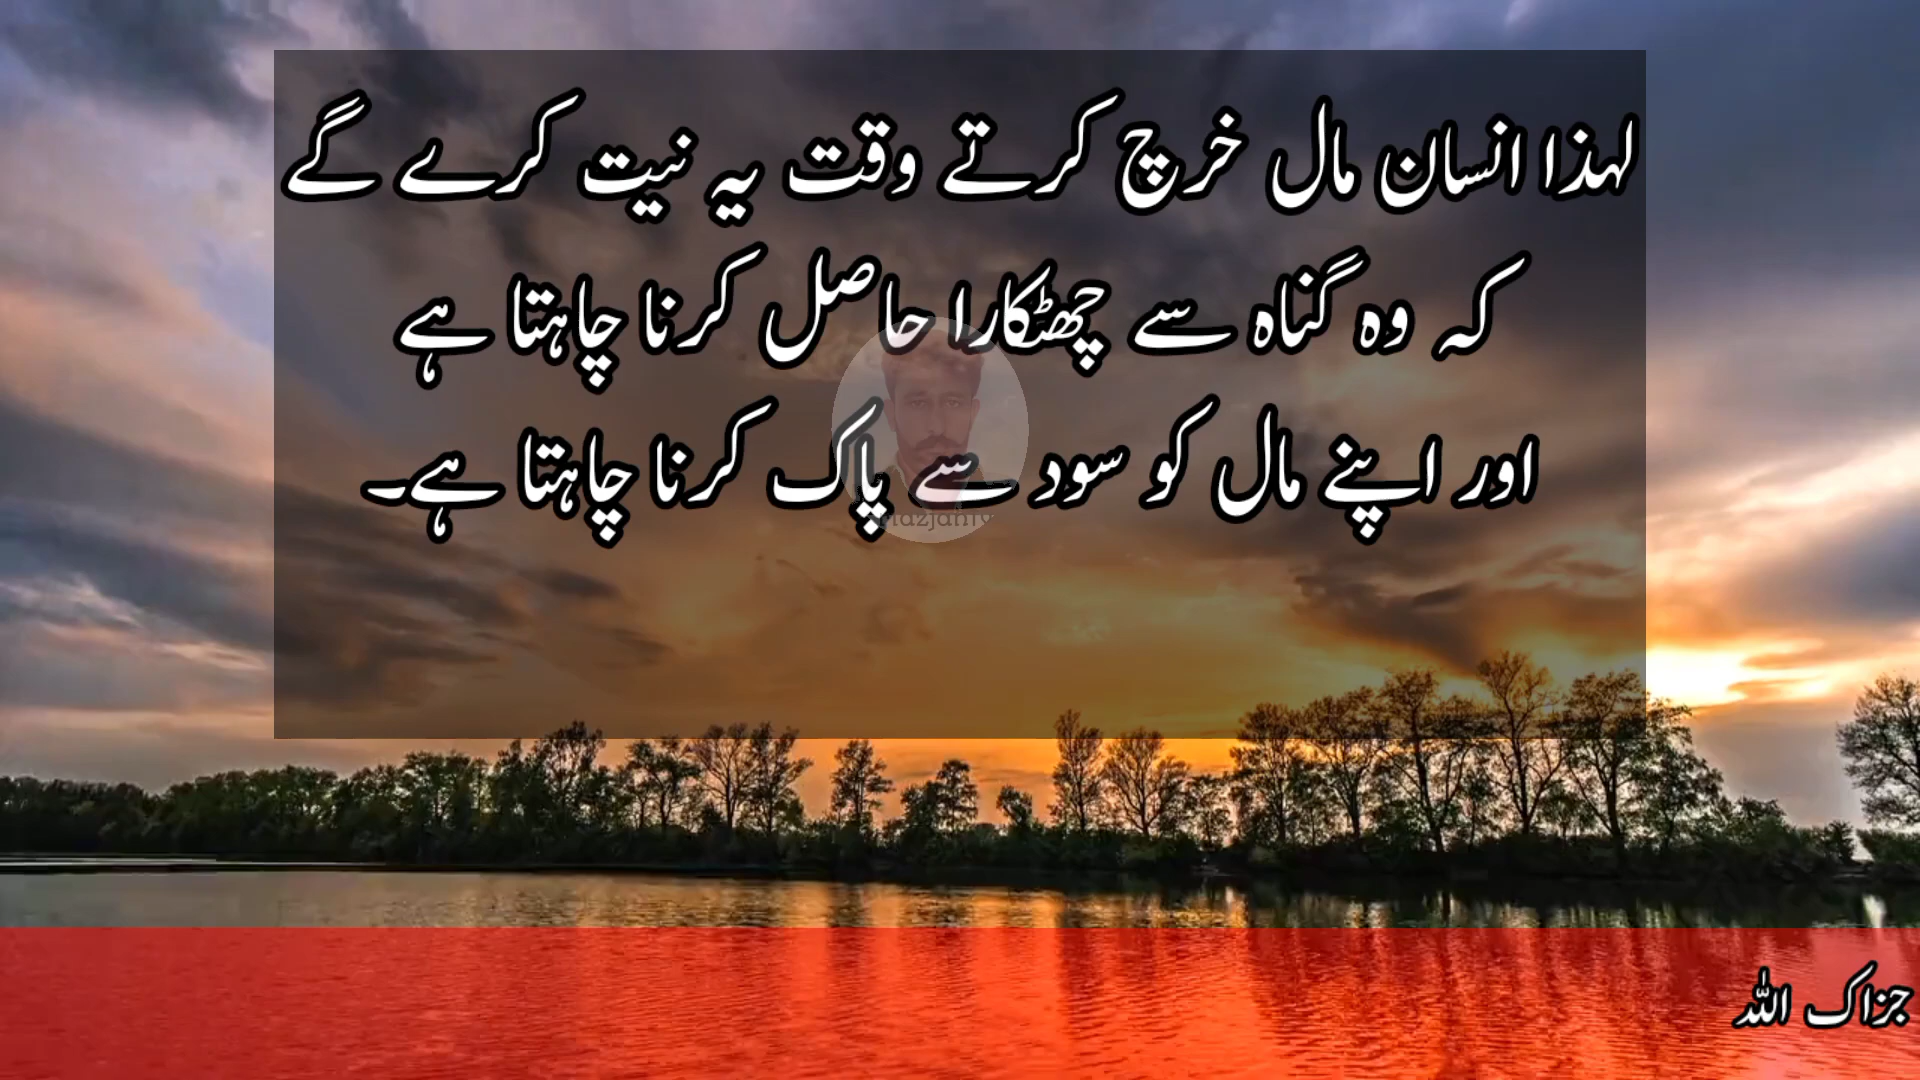 لہذا انسان مال خرچ کرتے وقت یہ نیت کرے گے
کہ وہ گناہ سے چھٹکارا حاصل کرنا چاہتا ہے
اور اپنے مال کو سود سے پاک کرنا چاہتا ہے۔
جزاک اللہ